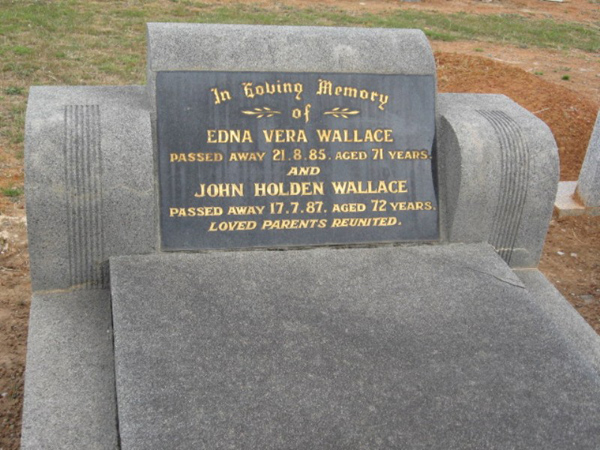 In Loving Memory
of
EDNA VERA WALLACE
PASSED AWAY 21.8.85. AGED 71 YEARS.
AND
JOHN HOLDEN WALLACE
PASSED AWAY 17.7.87. AGED 72 YEARS.
LOVED PARENTS REUNITED.